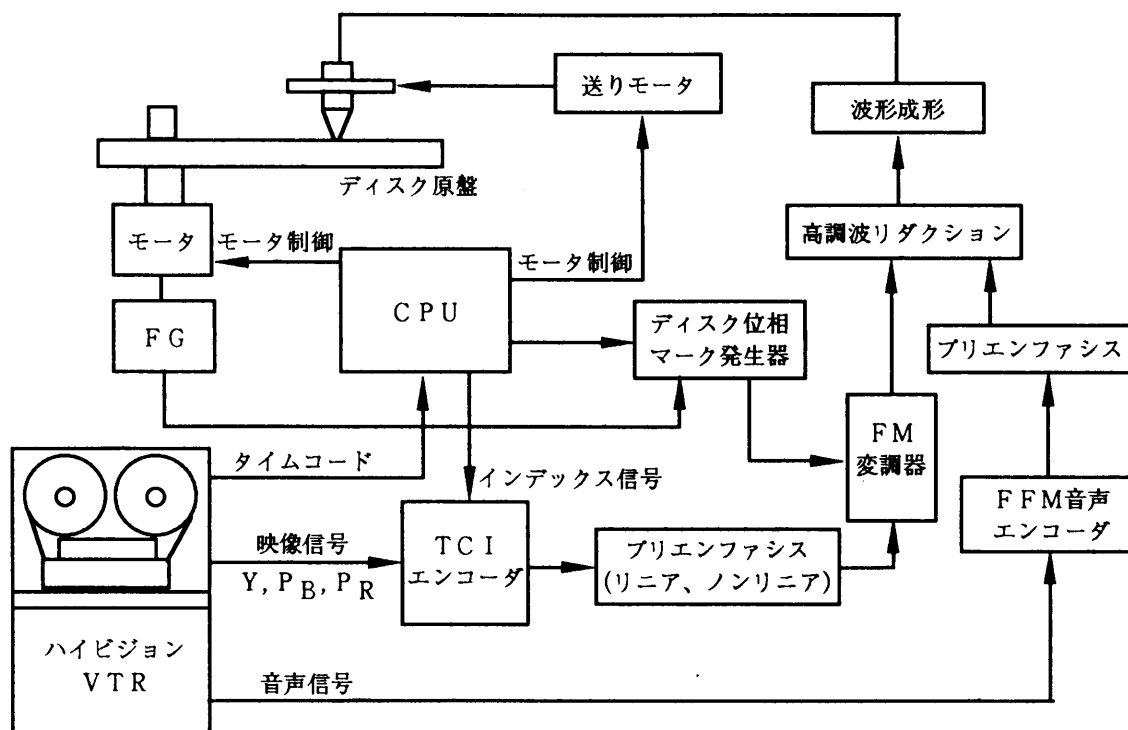 送りモータ
波形成形
ディスク原盤
モータ
モータ制御
モータ制御
高調波リダクション
CPU
FG
ディスク位相
マーク発生器
プリエンファシス
FM
変調器
タイムコード
インデックス信号
FFM音声
エンコーダ
映像信号
Y, PB, PR
TCI
エンコーダ
プリエンファシス
(リニア、ノンリニア)
ハイビジョン
VTR
音声信号